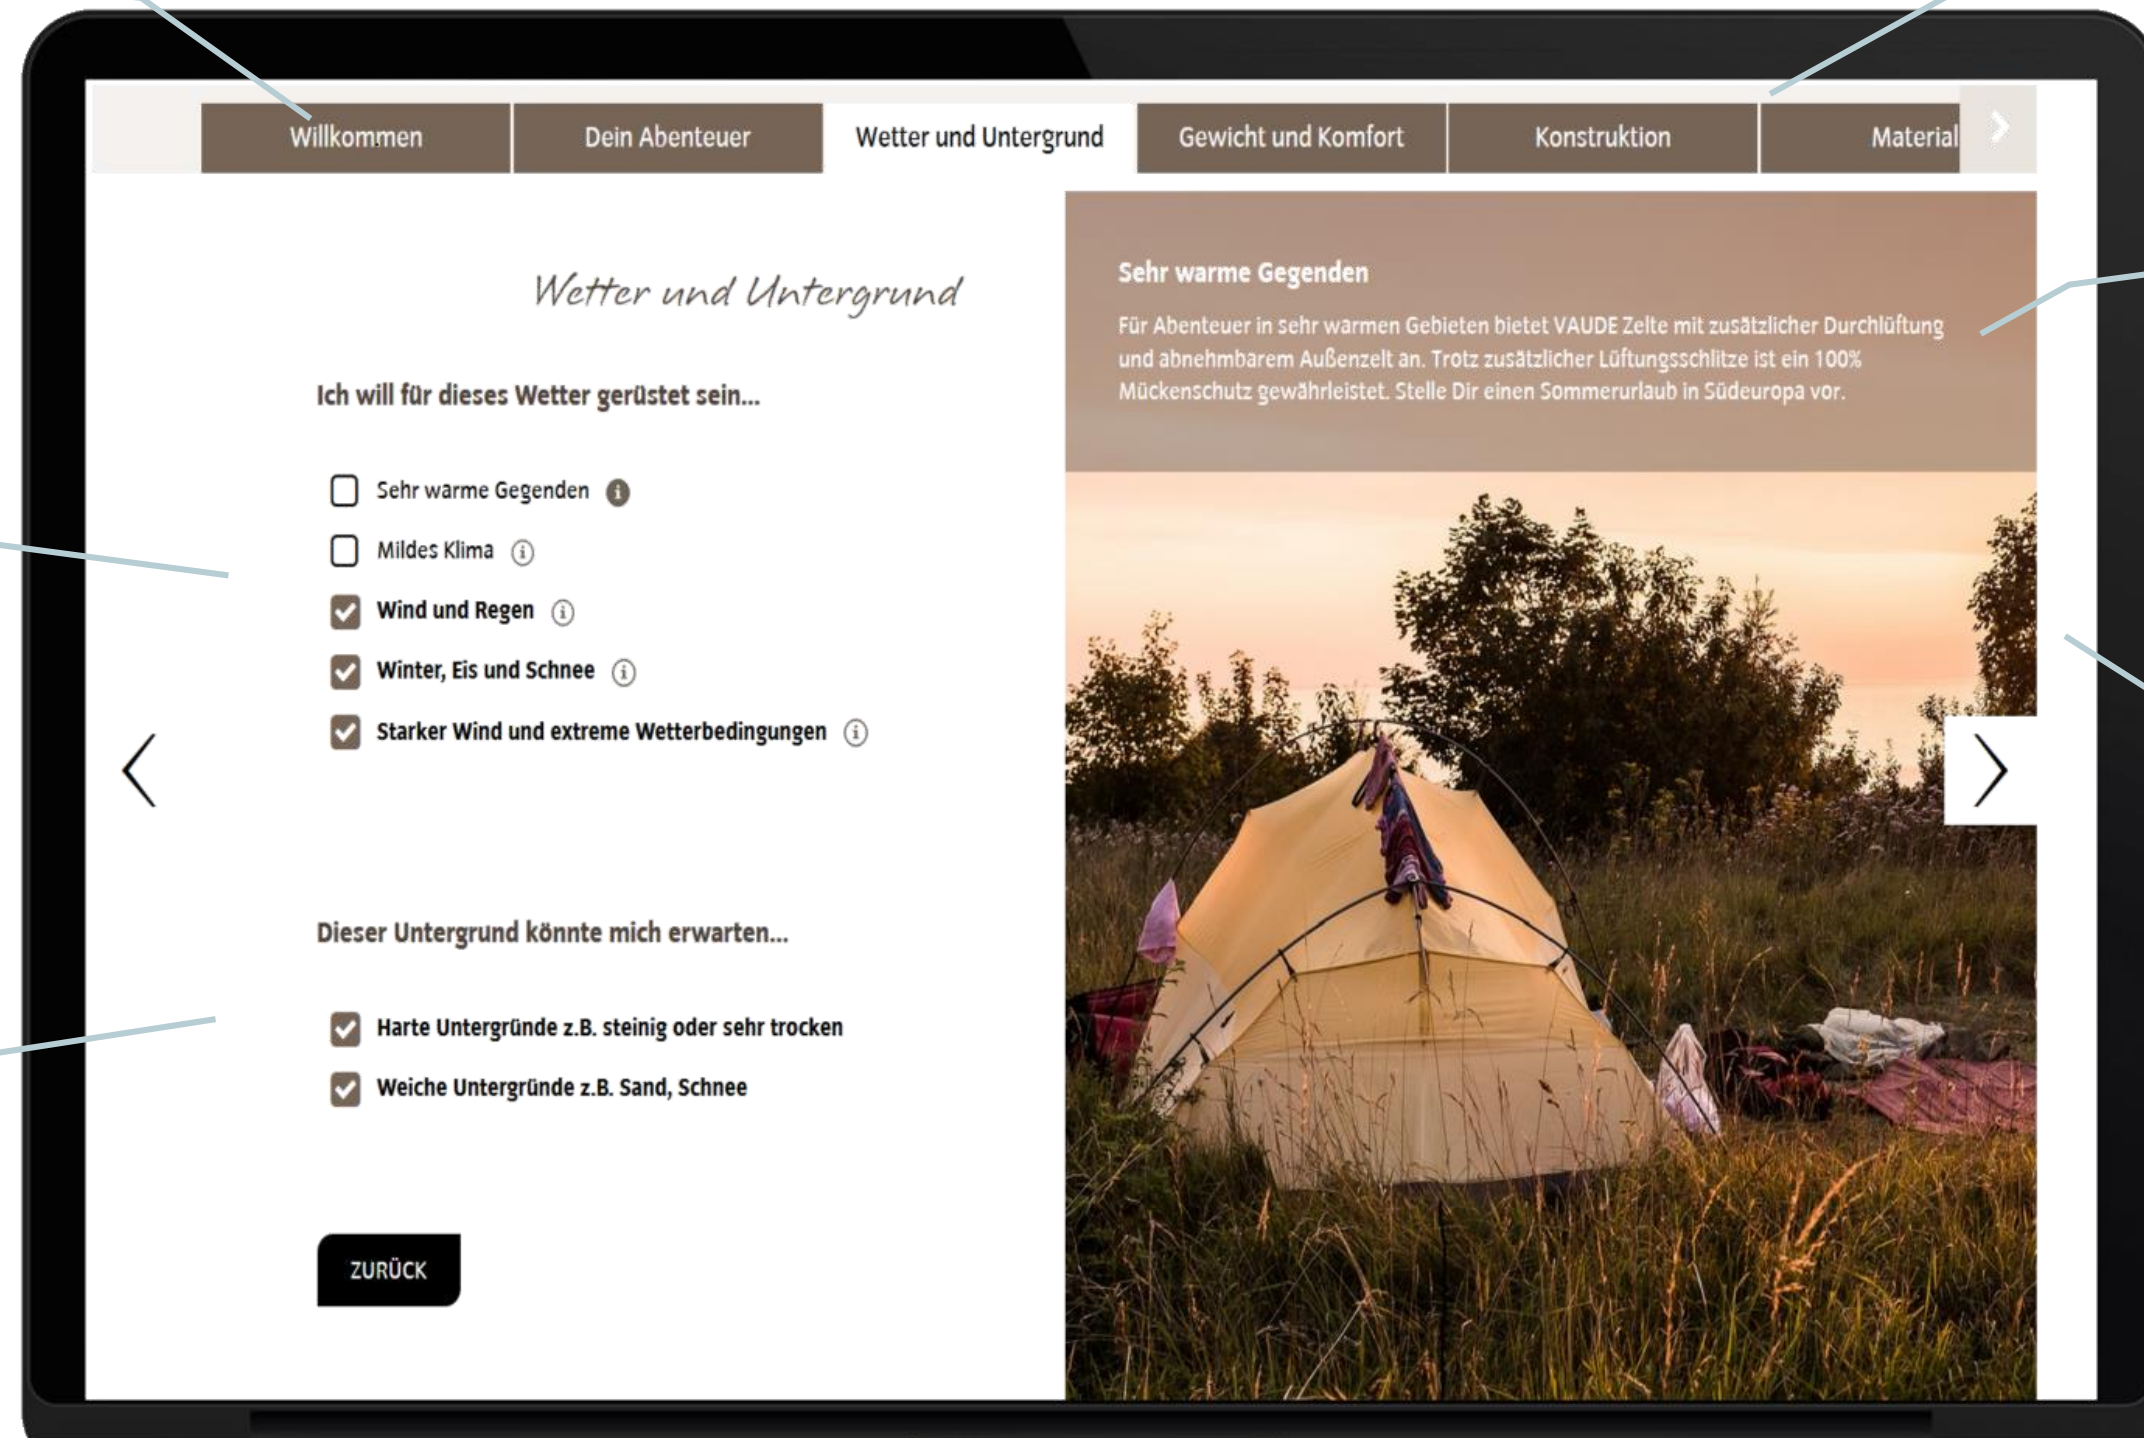 Willkommen
Dein Abenteuer
Wetter und Untergrund
Gewicht und Komfort
Konstruktion
Material
Wetter und Untergrund
Ich will für dieses Wetter gerüstet sein...
Sehr warme Gegenden i
Mildes Klima i
Wind und Regen i
Winter, Eis und Schnee i
Starker Wind und extreme Wetterbedingungen i
Dieser Untergrund könnte mich erwarten...
Harte Untergründe z.B. steinig oder sehr trocken
Weiche Untergründe z.B. Sand, Schnee
ZURÜCK
Sehr warme Gegenden
Für Abenteuer in sehr warmen Gebieten bietet VAUDE Zelte mit zusätzlicher Durchlüftung
und abnehmbarem Außenzelt an. Trotz zusätzlicher Lüftungsschlitze ist ein 100%
Mückenschutz gewährleistet. Stelle Dir einen Sommerurlaub in Südeuropa vor.